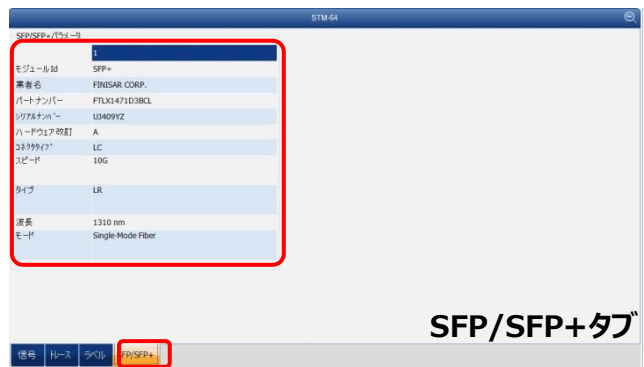 STM-64
SFP/SFP+パラメータ
1
モジュールId SFP+
業者名 FINISAR CORP.
パートナンバー FTLX1471D3BCL
シリアルナンバー UJ409YZ
ハードウェア改訂 A
コネクタタイプ LC
スピード 10G
タイプ LR
波長 1310 nm
モード Single-Mode Fiber
SFP/SFP+タブ
信号 トレース ラベル FP/SFP+